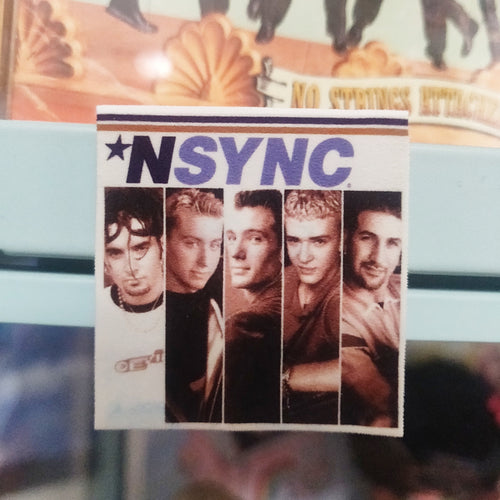 NO STRINGS ATTACHED
*NSYNC